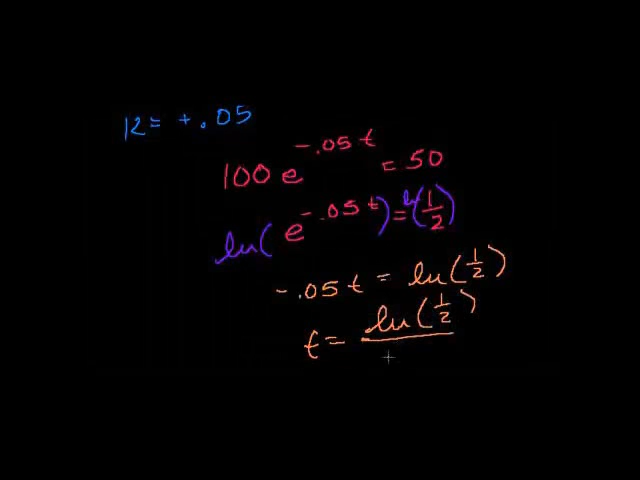 k = + .05
100 e^{-.05t} = 50
ln( e^{-.05t} ) = ln( 1/2 )
-.05t = ln( 1/2 )
t = ln( 1/2 )